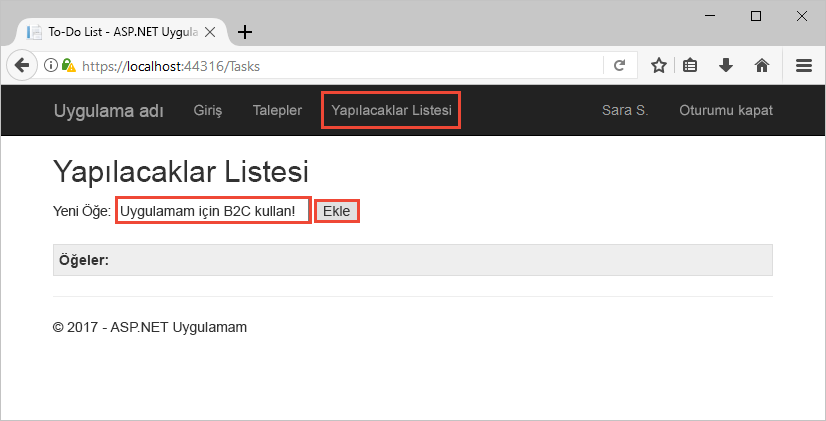 To-Do List - ASP.NET Uygula
https://localhost:44316/Tasks
Uygulama adı Giriş Talepler Yapılacaklar Listesi Sara S. Oturumu kapat
Yapılacaklar Listesi
Yeni Öğe: Uygulamam için B2C kullan! Ekle
Öğeler:
© 2017 - ASP.NET Uygulamam